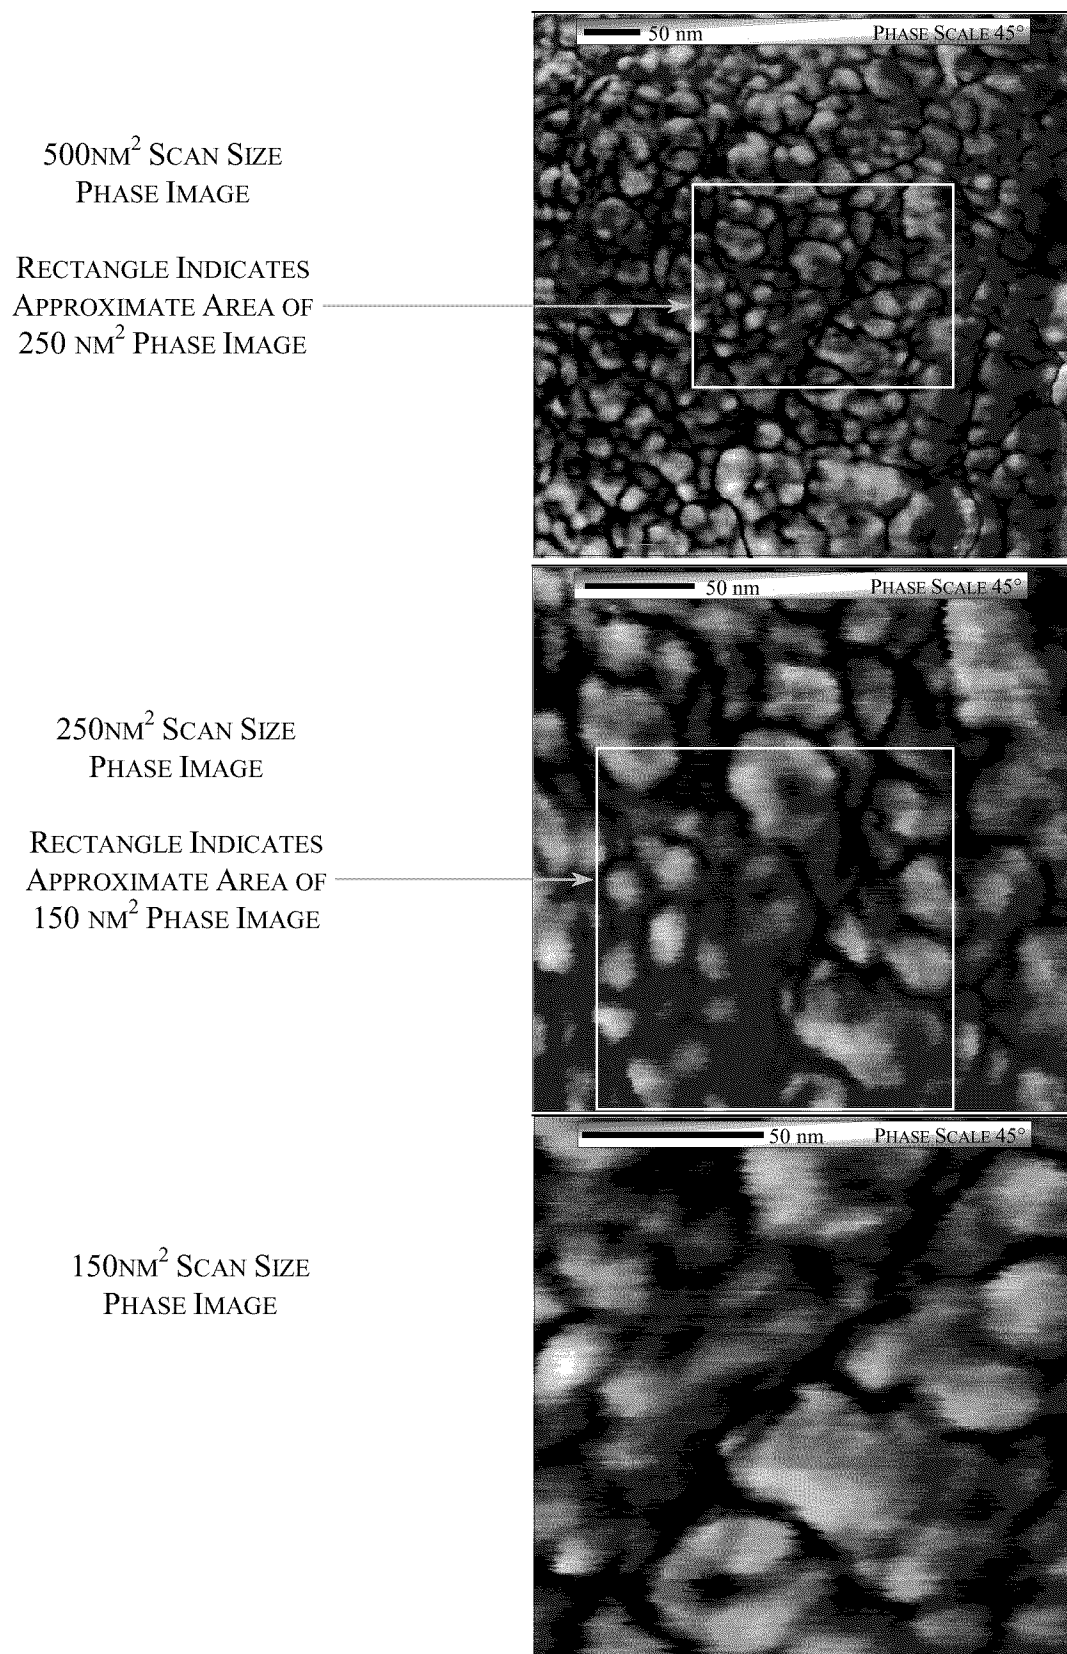 50 nm PHASE SCALE 45°
500NM² SCAN SIZE
PHASE IMAGE
RECTANGLE INDICATES
APPROXIMATE AREA OF
250 NM² PHASE IMAGE
50 nm PHASE SCALE 45°
250NM² SCAN SIZE
PHASE IMAGE
RECTANGLE INDICATES
APPROXIMATE AREA OF
150 NM² PHASE IMAGE
50 nm PHASE SCALE 45°
150NM² SCAN SIZE
PHASE IMAGE